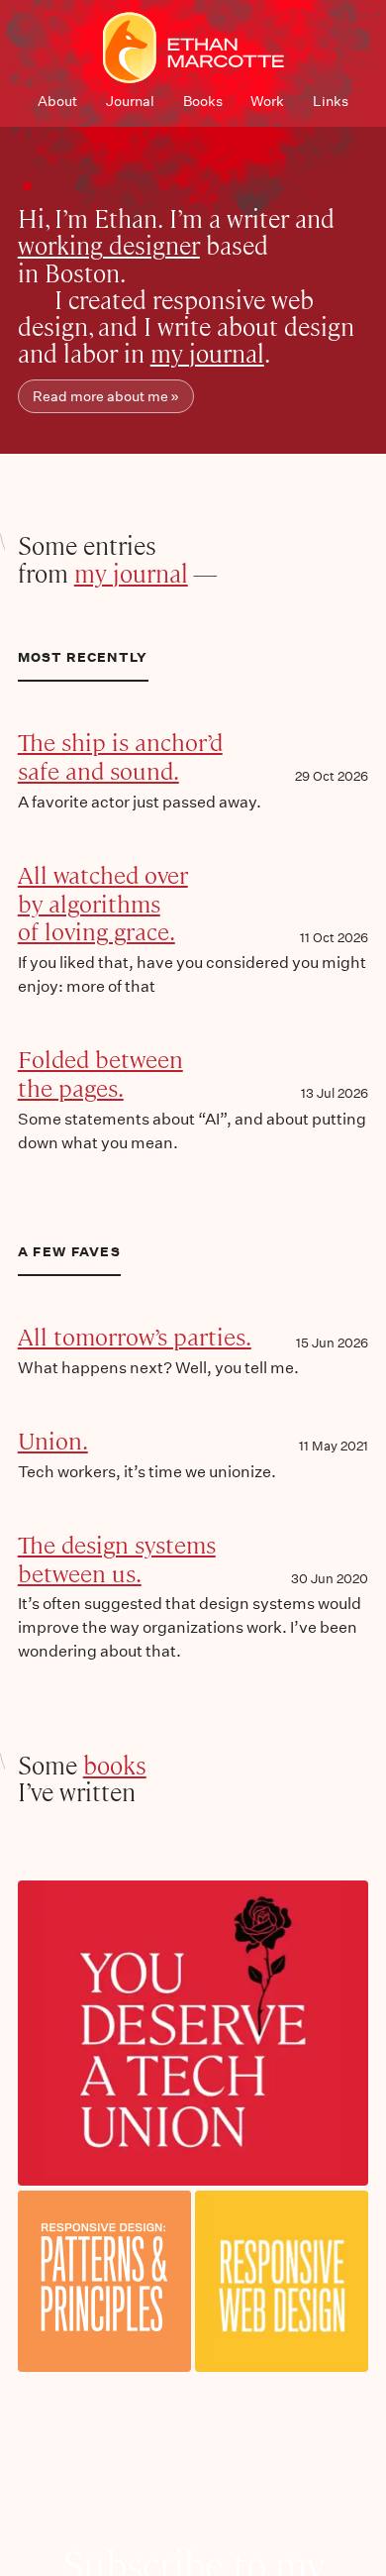 ETHAN
MARCOTTE
About Journal Books Work Links
Hi, I’m Ethan. I’m a writer and
working designer based
in Boston.
I created responsive web
design, and I write about design
and labor in my journal.
Read more about me »
Some entries
from my journal —
MOST RECENTLY
The ship is anchor’d
safe and sound.
29 Oct 2026
A favorite actor just passed away.
All watched over
by algorithms
of loving grace.
11 Oct 2026
If you liked that, have you considered you might
enjoy: more of that
Folded between
the pages.
13 Jul 2026
Some statements about “AI”, and about putting
down what you mean.
A FEW FAVES
All tomorrow’s parties.
15 Jun 2026
What happens next? Well, you tell me.
Union.
11 May 2021
Tech workers, it’s time we unionize.
The design systems
between us.
30 Jun 2020
It’s often suggested that design systems would
improve the way organizations work. I’ve been
wondering about that.
Some books
I’ve written
YOU
DESERVE
A TECH
UNION
RESPONSIVE DESIGN:
PATTERNS &
PRINCIPLES
RESPONSIVE
WEB DESIGN
Subscribe to my